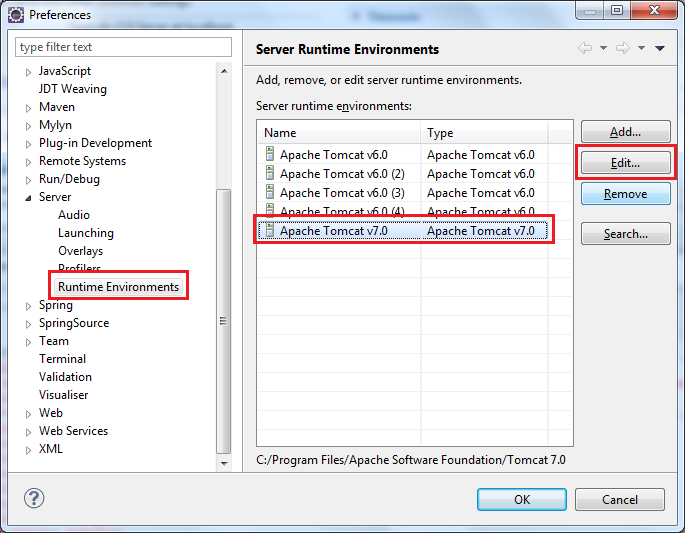 Preferences
type filter text
JavaScript
JDT Weaving
Maven
Mylyn
Plug-in Development
Remote Systems
Run/Debug
Server
Audio
Launching
Overlays
Profilers
Runtime Environments
Spring
SpringSource
Team
Terminal
Validation
Visualiser
Web
Web Services
XML
Server Runtime Environments
Add, remove, or edit server runtime environments.
Server runtime environments:
Name Type
Apache Tomcat v6.0 Apache Tomcat v6.0
Apache Tomcat v6.0 (2) Apache Tomcat v6.0
Apache Tomcat v6.0 (3) Apache Tomcat v6.0
Apache Tomcat v6.0 (4) Apache Tomcat v6.0
Apache Tomcat v7.0 Apache Tomcat v7.0
Add...
Edit...
Remove
Search...
C:/Program Files/Apache Software Foundation/Tomcat 7.0
?
OK Cancel